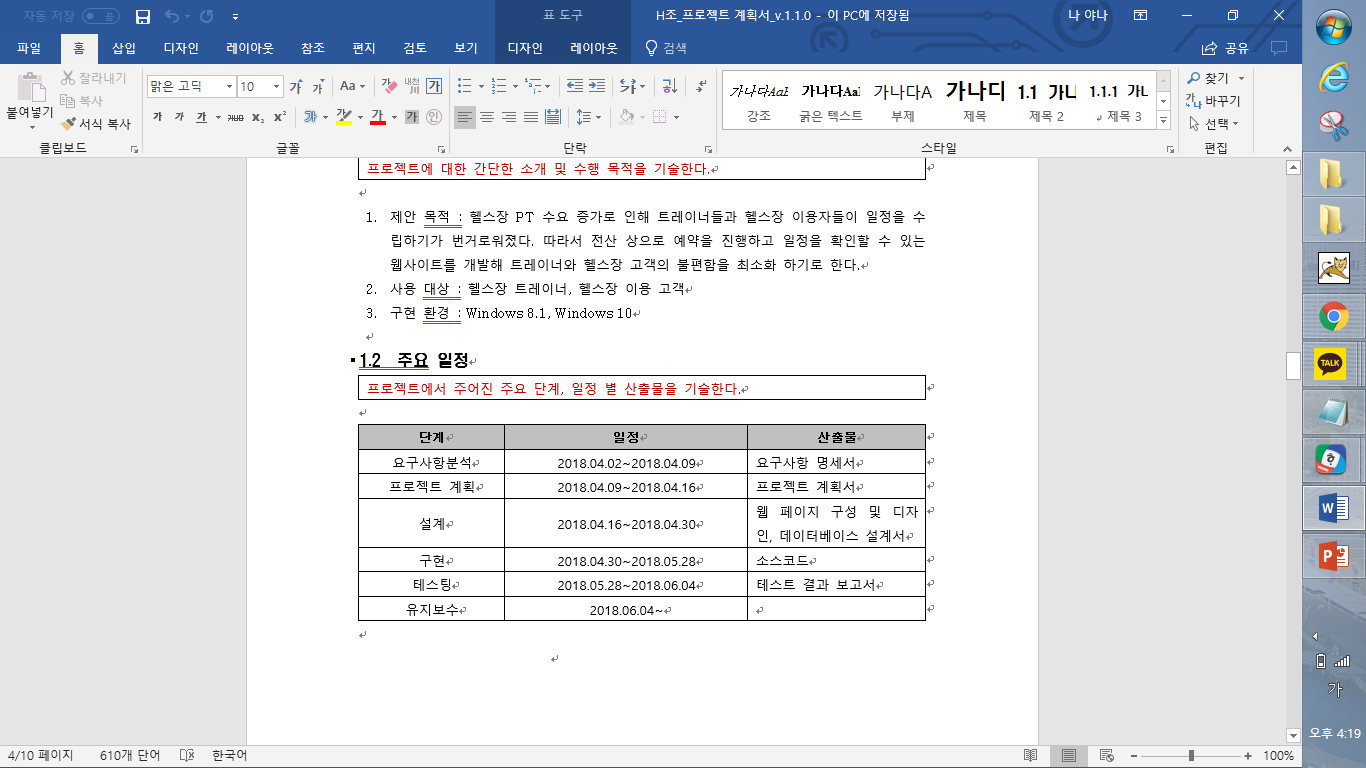 자동 저장 끔 표 도구 H조_프로젝트 계획서_v.1.1.0 - 이 PC에 저장됨 나 야나
파일 홈 삽입 디자인 레이아웃 참조 편지 검토 보기 디자인 레이아웃 검색 공유
붙여넣기 잘라내기 복사 서식 복사
클립보드
맑은 고딕 10
글꼴
단락
가나다AaB 가나다AaI 가나다A 가나디 1.1 가니 1.1.1 가니
강조 굵은 텍스트 부제 제목 제목 2 제목 3
스타일
찾기
바꾸기
선택
편집
프로젝트에 대한 간단한 소개 및 수행 목적을 기술한다.
1. 제안 목적 : 헬스장 PT 수요 증가로 인해 트레이너들과 헬스장 이용자들이 일정을 수
립하기가 번거로워졌다. 따라서 전산 상으로 예약을 진행하고 일정을 확인할 수 있는
웹사이트를 개발해 트레이너와 헬스장 고객의 불편함을 최소화 하기로 한다.
2. 사용 대상 : 헬스장 트레이너, 헬스장 이용 고객
3. 구현 환경 : Windows 8.1, Windows 10
1.2 주요 일정
프로젝트에서 주어진 주요 단계, 일정 별 산출물을 기술한다.
단계 일정 산출물
요구사항분석 2018.04.02~2018.04.09 요구사항 명세서
프로젝트 계획 2018.04.09~2018.04.16 프로젝트 계획서
설계 2018.04.16~2018.04.30 웹 페이지 구성 및 디자
인, 데이터베이스 설계서
구현 2018.04.30~2018.05.28 소스코드
테스팅 2018.05.28~2018.06.04 테스트 결과 보고서
유지보수 2018.06.04~
TALK
가
오후 4:19
4/10 페이지 610개 단어 한국어 100%